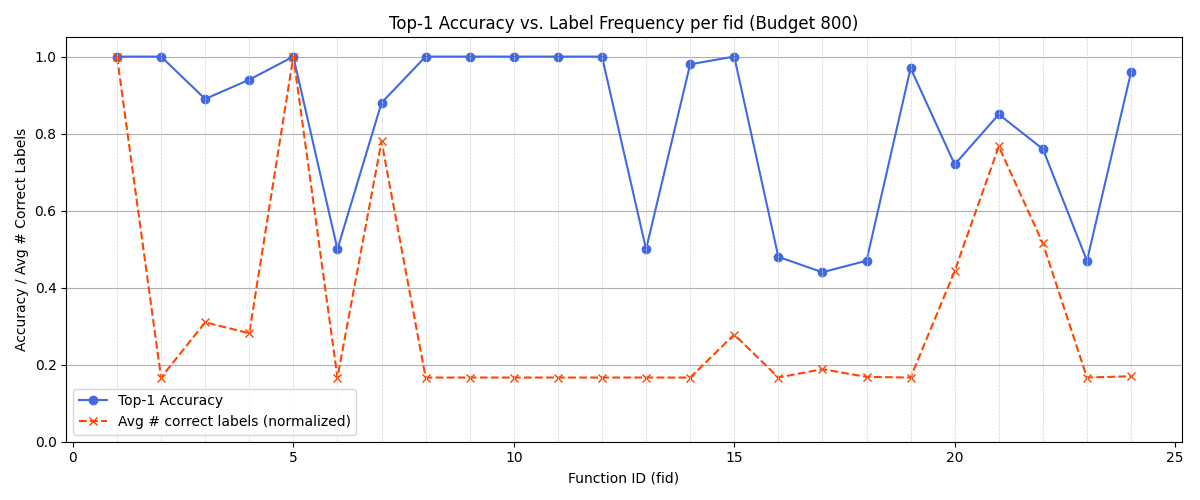 Top-1 Accuracy vs. Label Frequency per fid (Budget 800)
Accuracy / Avg # Correct Labels
1.0
0.8
0.6
0.4
0.2
0.0
Top-1 Accuracy
Avg # correct labels (normalized)
0 5 10 15 20 25
Function ID (fid)